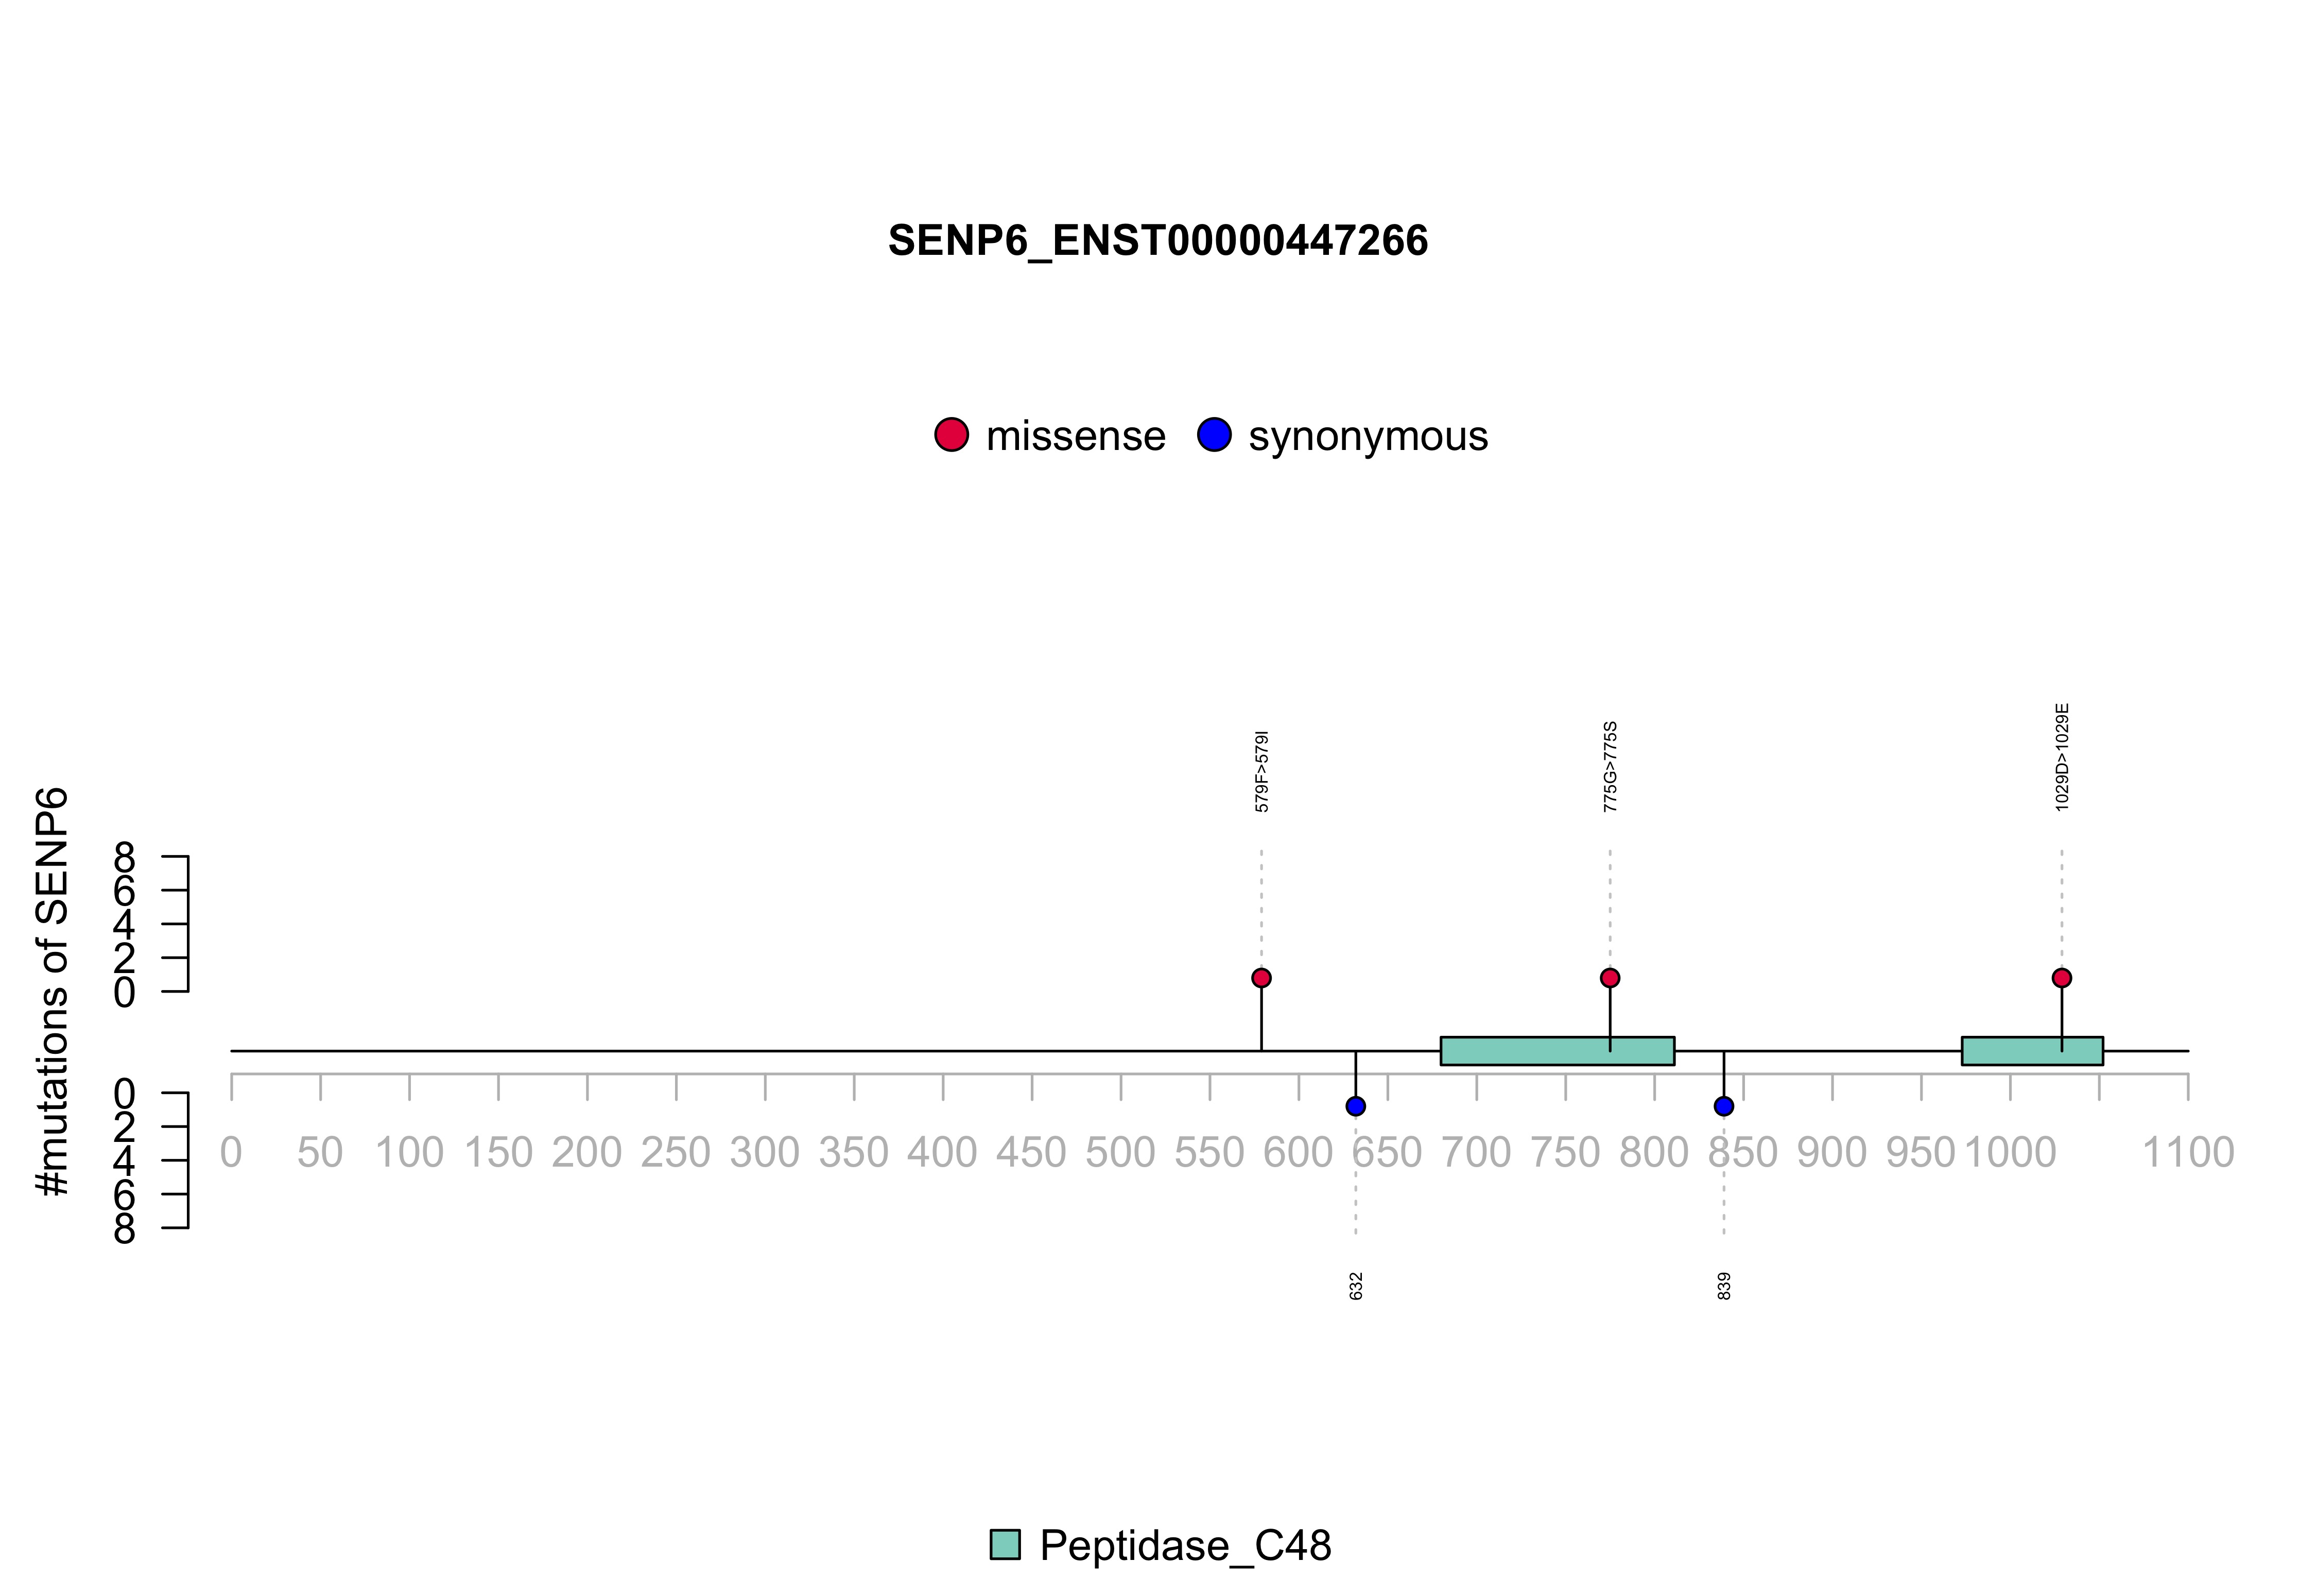 SENP6_ENST00000447266
missense synonymous
579F>579I
775G>775S
1029D>1029E
#mutations of SENP6
8
6
4
2
0
0
2
4
6
8
0 50 100 150 200 250 300 350 400 450 500 550 600 650 700 750 800 850 900 950 1000 1100
632
839
Peptidase_C48